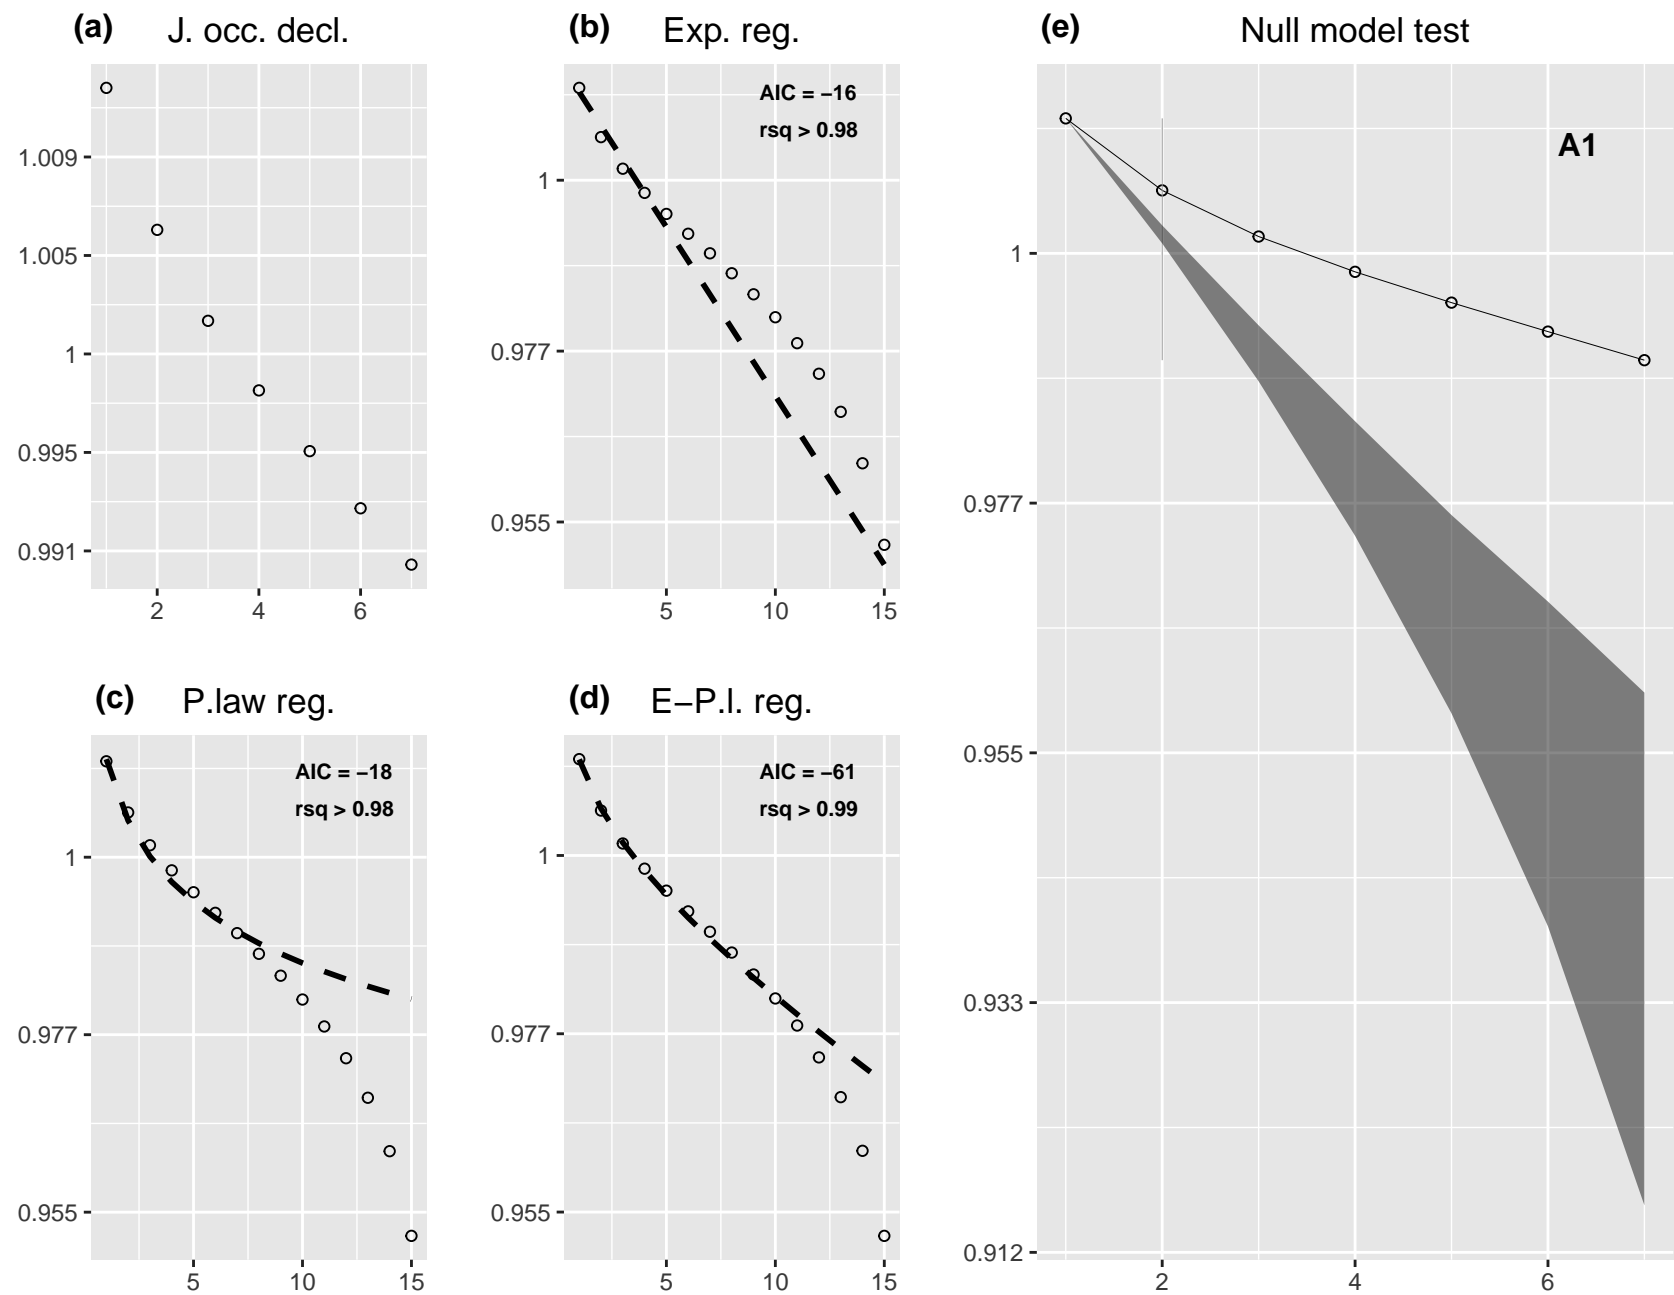 (a) J. occ. decl.
1.009
1.005
1
0.995
0.991
2 4 6
(b) Exp. reg.
AIC = −16
rsq > 0.98
1
0.977
0.955
5 10 15
(c) P.law reg.
AIC = −18
rsq > 0.98
1
0.977
0.955
5 10 15
(d) E−P.l. reg.
AIC = −61
rsq > 0.99
1
0.977
0.955
5 10 15
(e) Null model test
A1
1
0.977
0.955
0.933
0.912
2 4 6